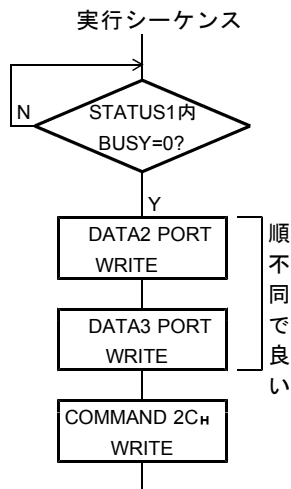 実行シーケンス
N
STATUS1内
BUSY=0?
Y
DATA2 PORT
WRITE
DATA3 PORT
WRITE
順不同で良い
COMMAND 2CH
WRITE